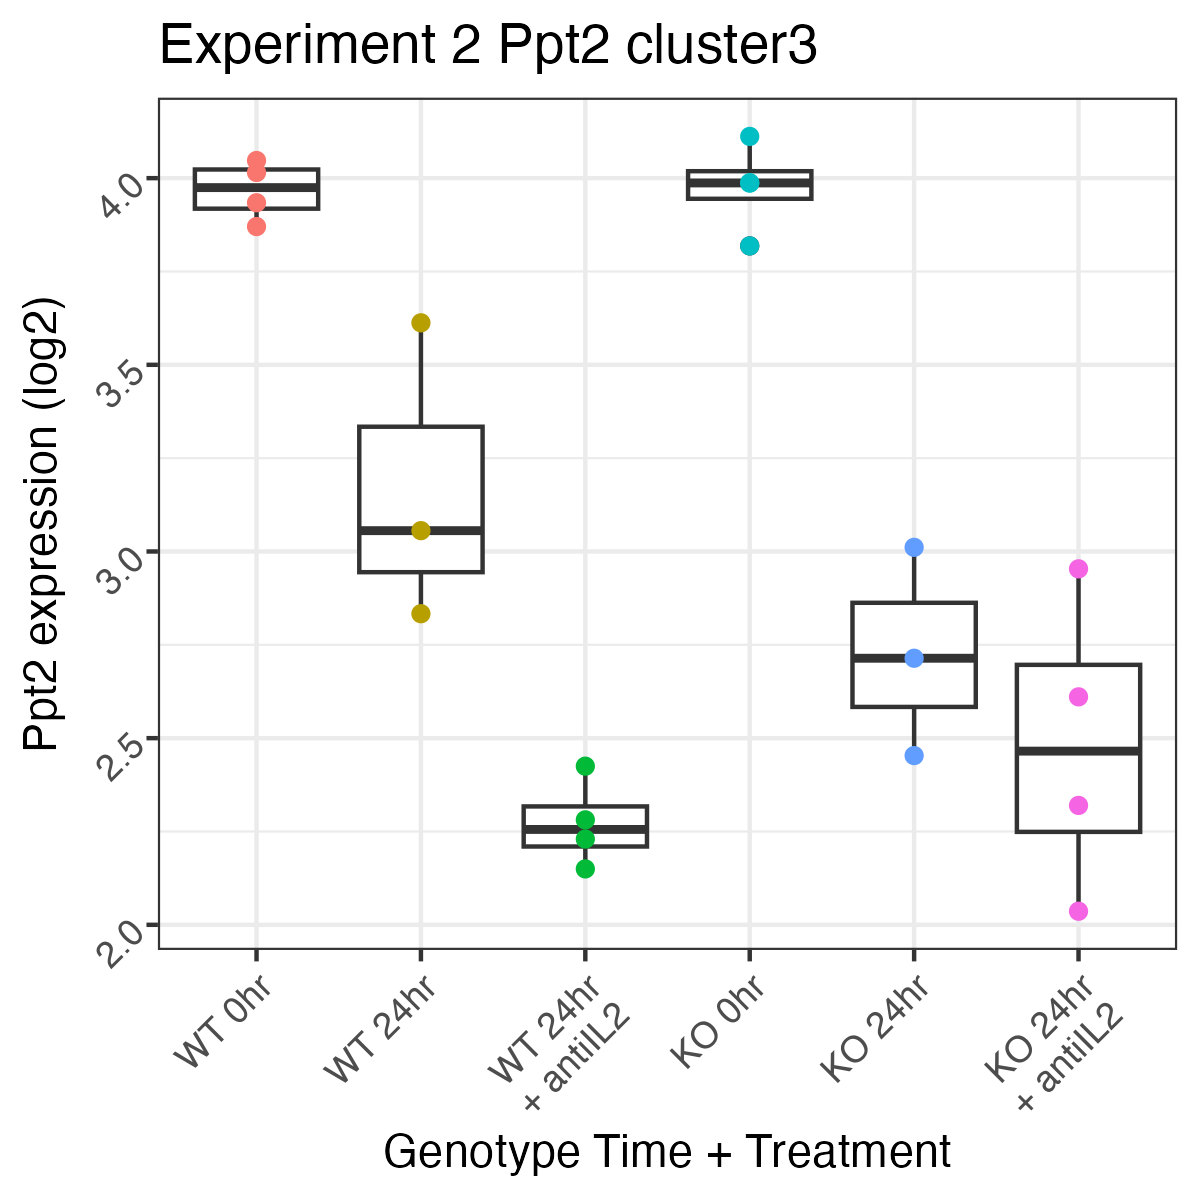 Experiment 2 Ppt2 cluster3
Ppt2 expression (log2)
4.0
3.5
3.0
2.5
2.0
WT 0hr
WT 24hr
WT 24hr
+ antiIL2
KO 0hr
KO 24hr
KO 24hr
+ antiIL2
Genotype Time + Treatment